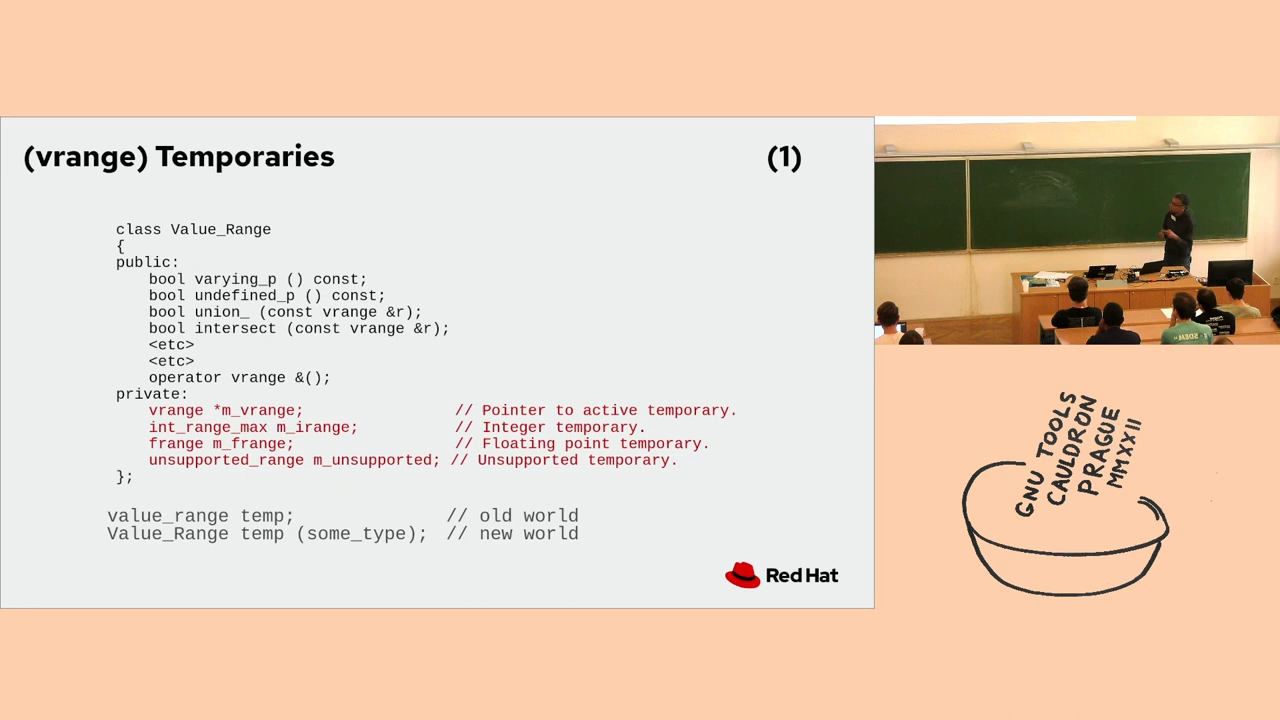 (vrange) Temporaries (1)
class Value_Range
{
public:
bool varying_p () const;
bool undefined_p () const;
bool union_ (const vrange &r);
bool intersect (const vrange &r);
<etc>
<etc>
operator vrange &();
private:
vrange *m_vrange; // Pointer to active temporary.
int_range_max m_irange; // Integer temporary.
frange m_frange; // Floating point temporary.
unsupported_range m_unsupported; // Unsupported temporary.
};
value_range temp; // old world
Value_Range temp (some_type); // new world
Red Hat
GNU TOOLS
CAULDRON
PRAGUE
MMXXII